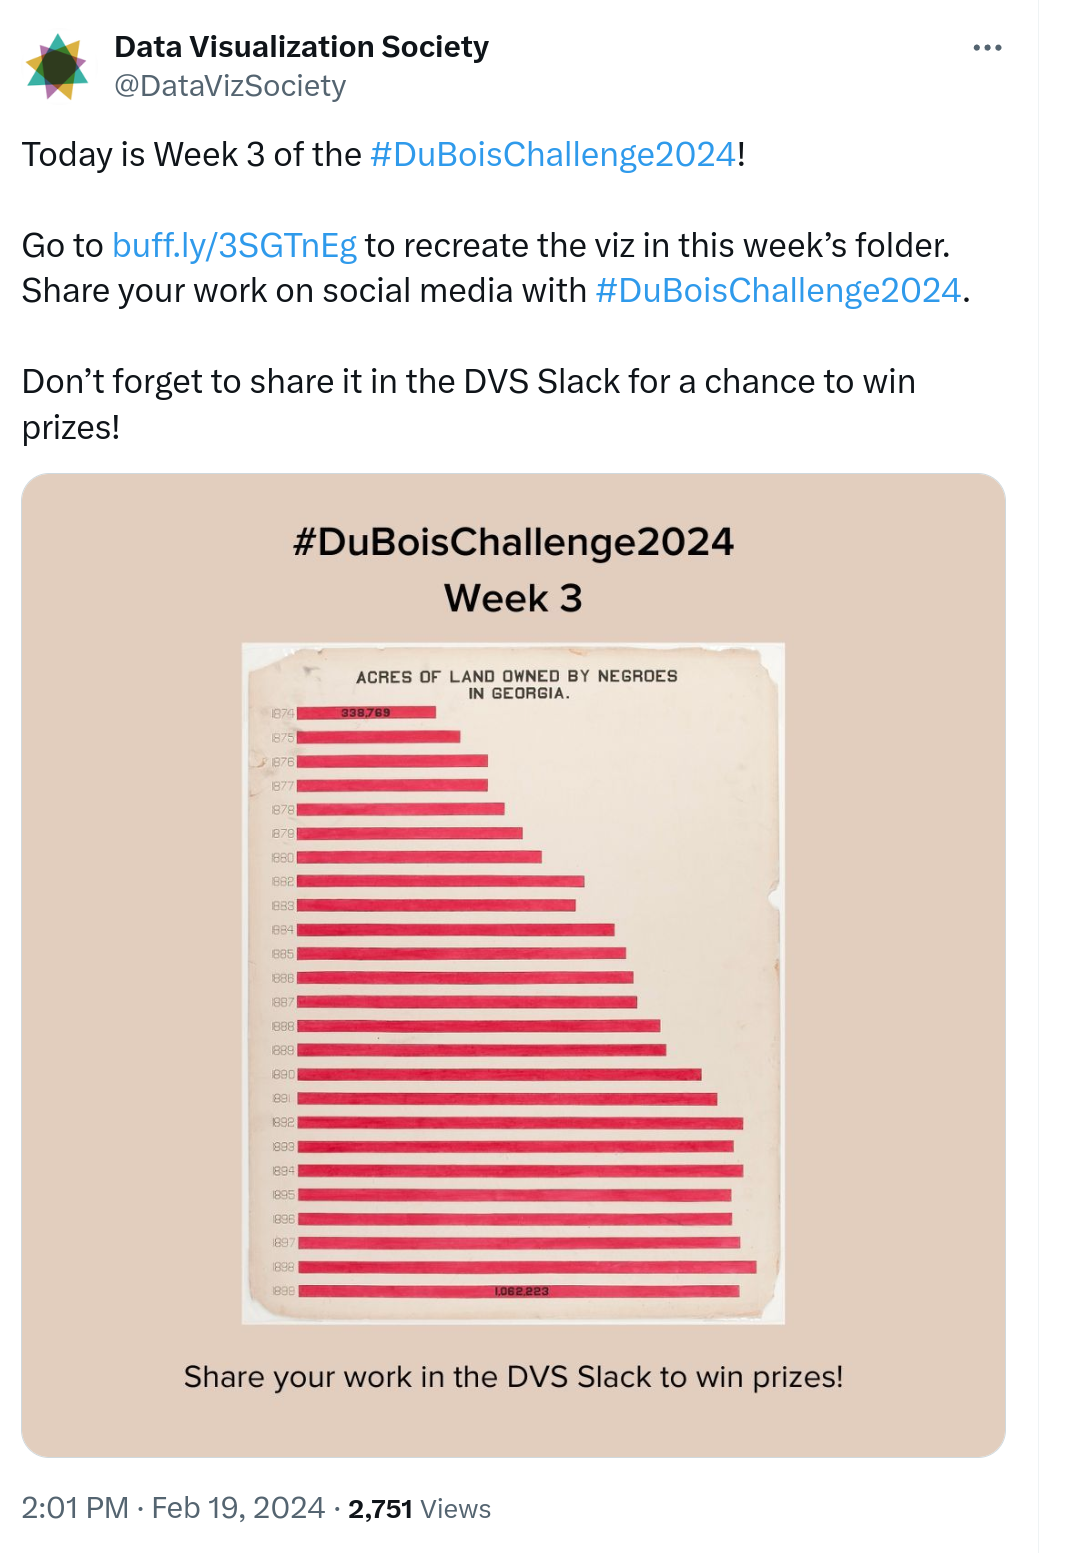 Data Visualization Society
@DataVizSociety
Today is Week 3 of the #DuBoisChallenge2024!
Go to buff.ly/3SGTnEg to recreate the viz in this week’s folder.
Share your work on social media with #DuBoisChallenge2024.
Don’t forget to share it in the DVS Slack for a chance to win
prizes!
#DuBoisChallenge2024
Week 3
ACRES OF LAND OWNED BY NEGROES
IN GEORGIA.
1874 338,769
1875
1876
1877
1878
1879
1880
1882
1883
1884
1885
1886
1887
1888
1889
1890
1891
1892
1893
1894
1895
1896
1897
1898
1899 1,062,223
Share your work in the DVS Slack to win prizes!
2:01 PM · Feb 19, 2024 · 2,751 Views